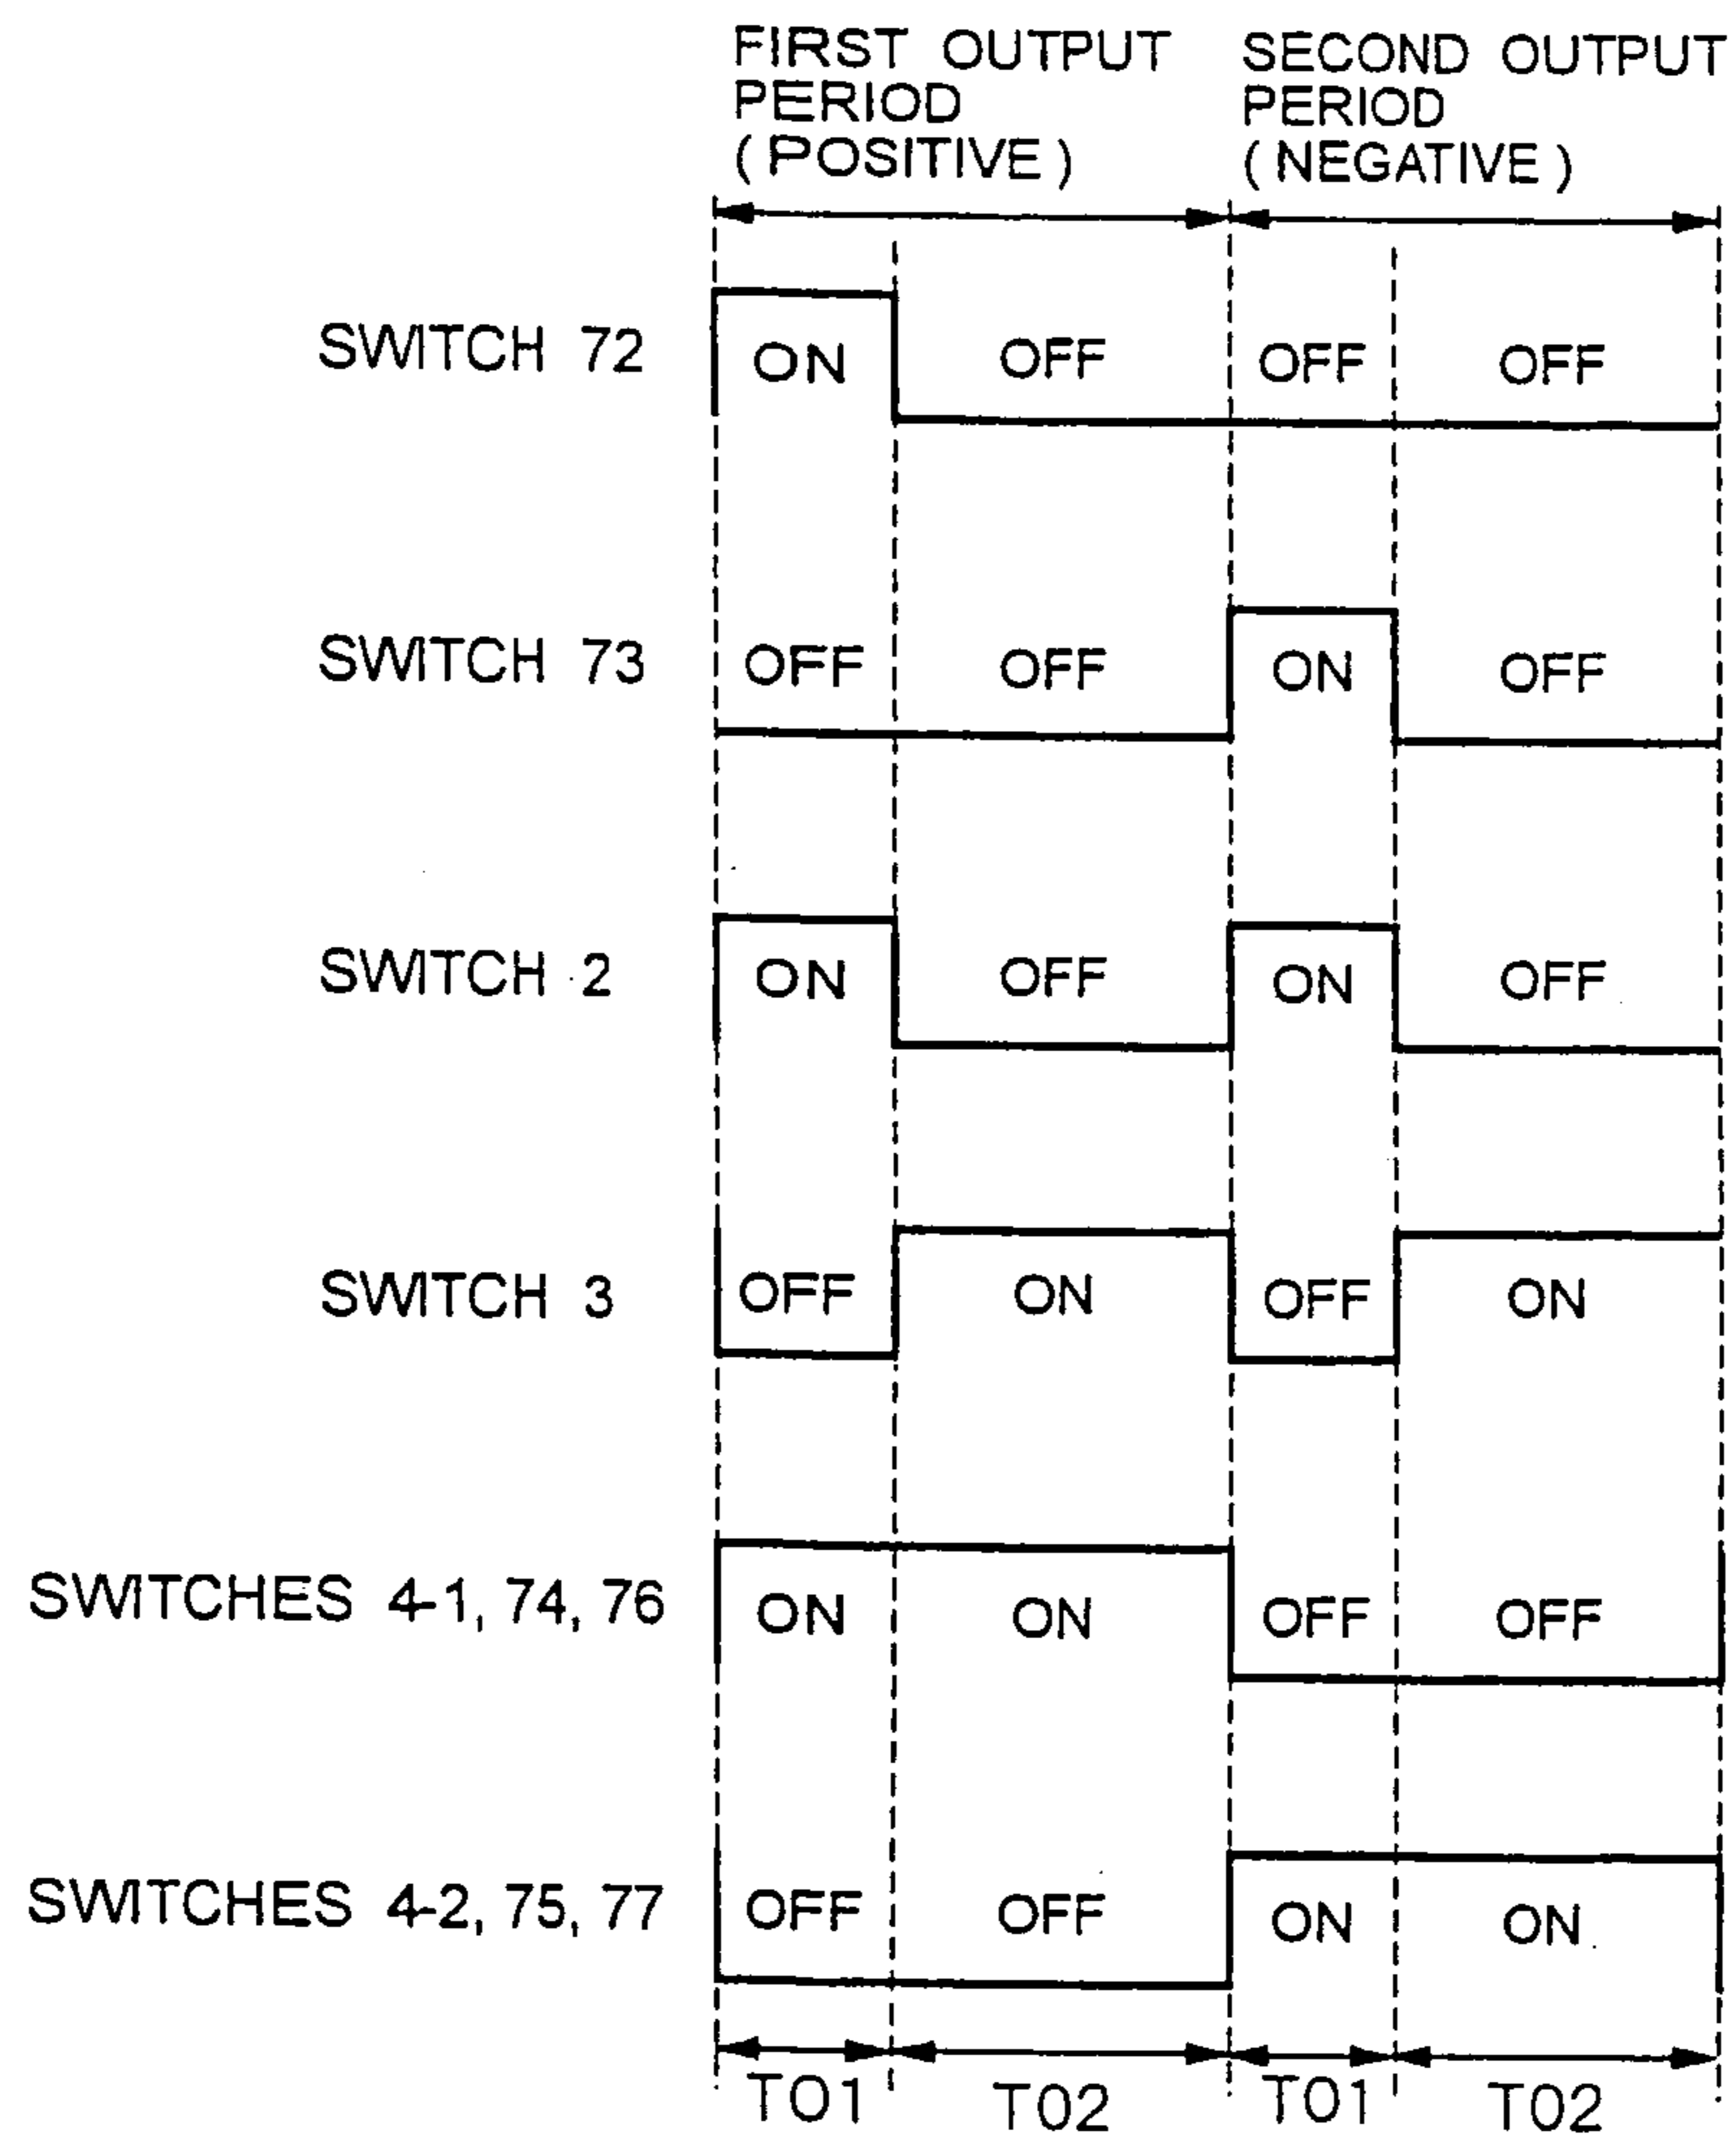 FIRST OUTPUT
PERIOD
(POSITIVE)
SECOND OUTPUT
PERIOD
(NEGATIVE)
SWITCH 72
ON
OFF
OFF
OFF
SWITCH 73
OFF
OFF
ON
OFF
SWITCH 2
ON
OFF
ON
OFF
SWITCH 3
OFF
ON
OFF
ON
SWITCHES 4-1, 74, 76
ON
ON
OFF
OFF
SWITCHES 4-2, 75, 77
OFF
OFF
ON
ON
T01
T02
T01
T02